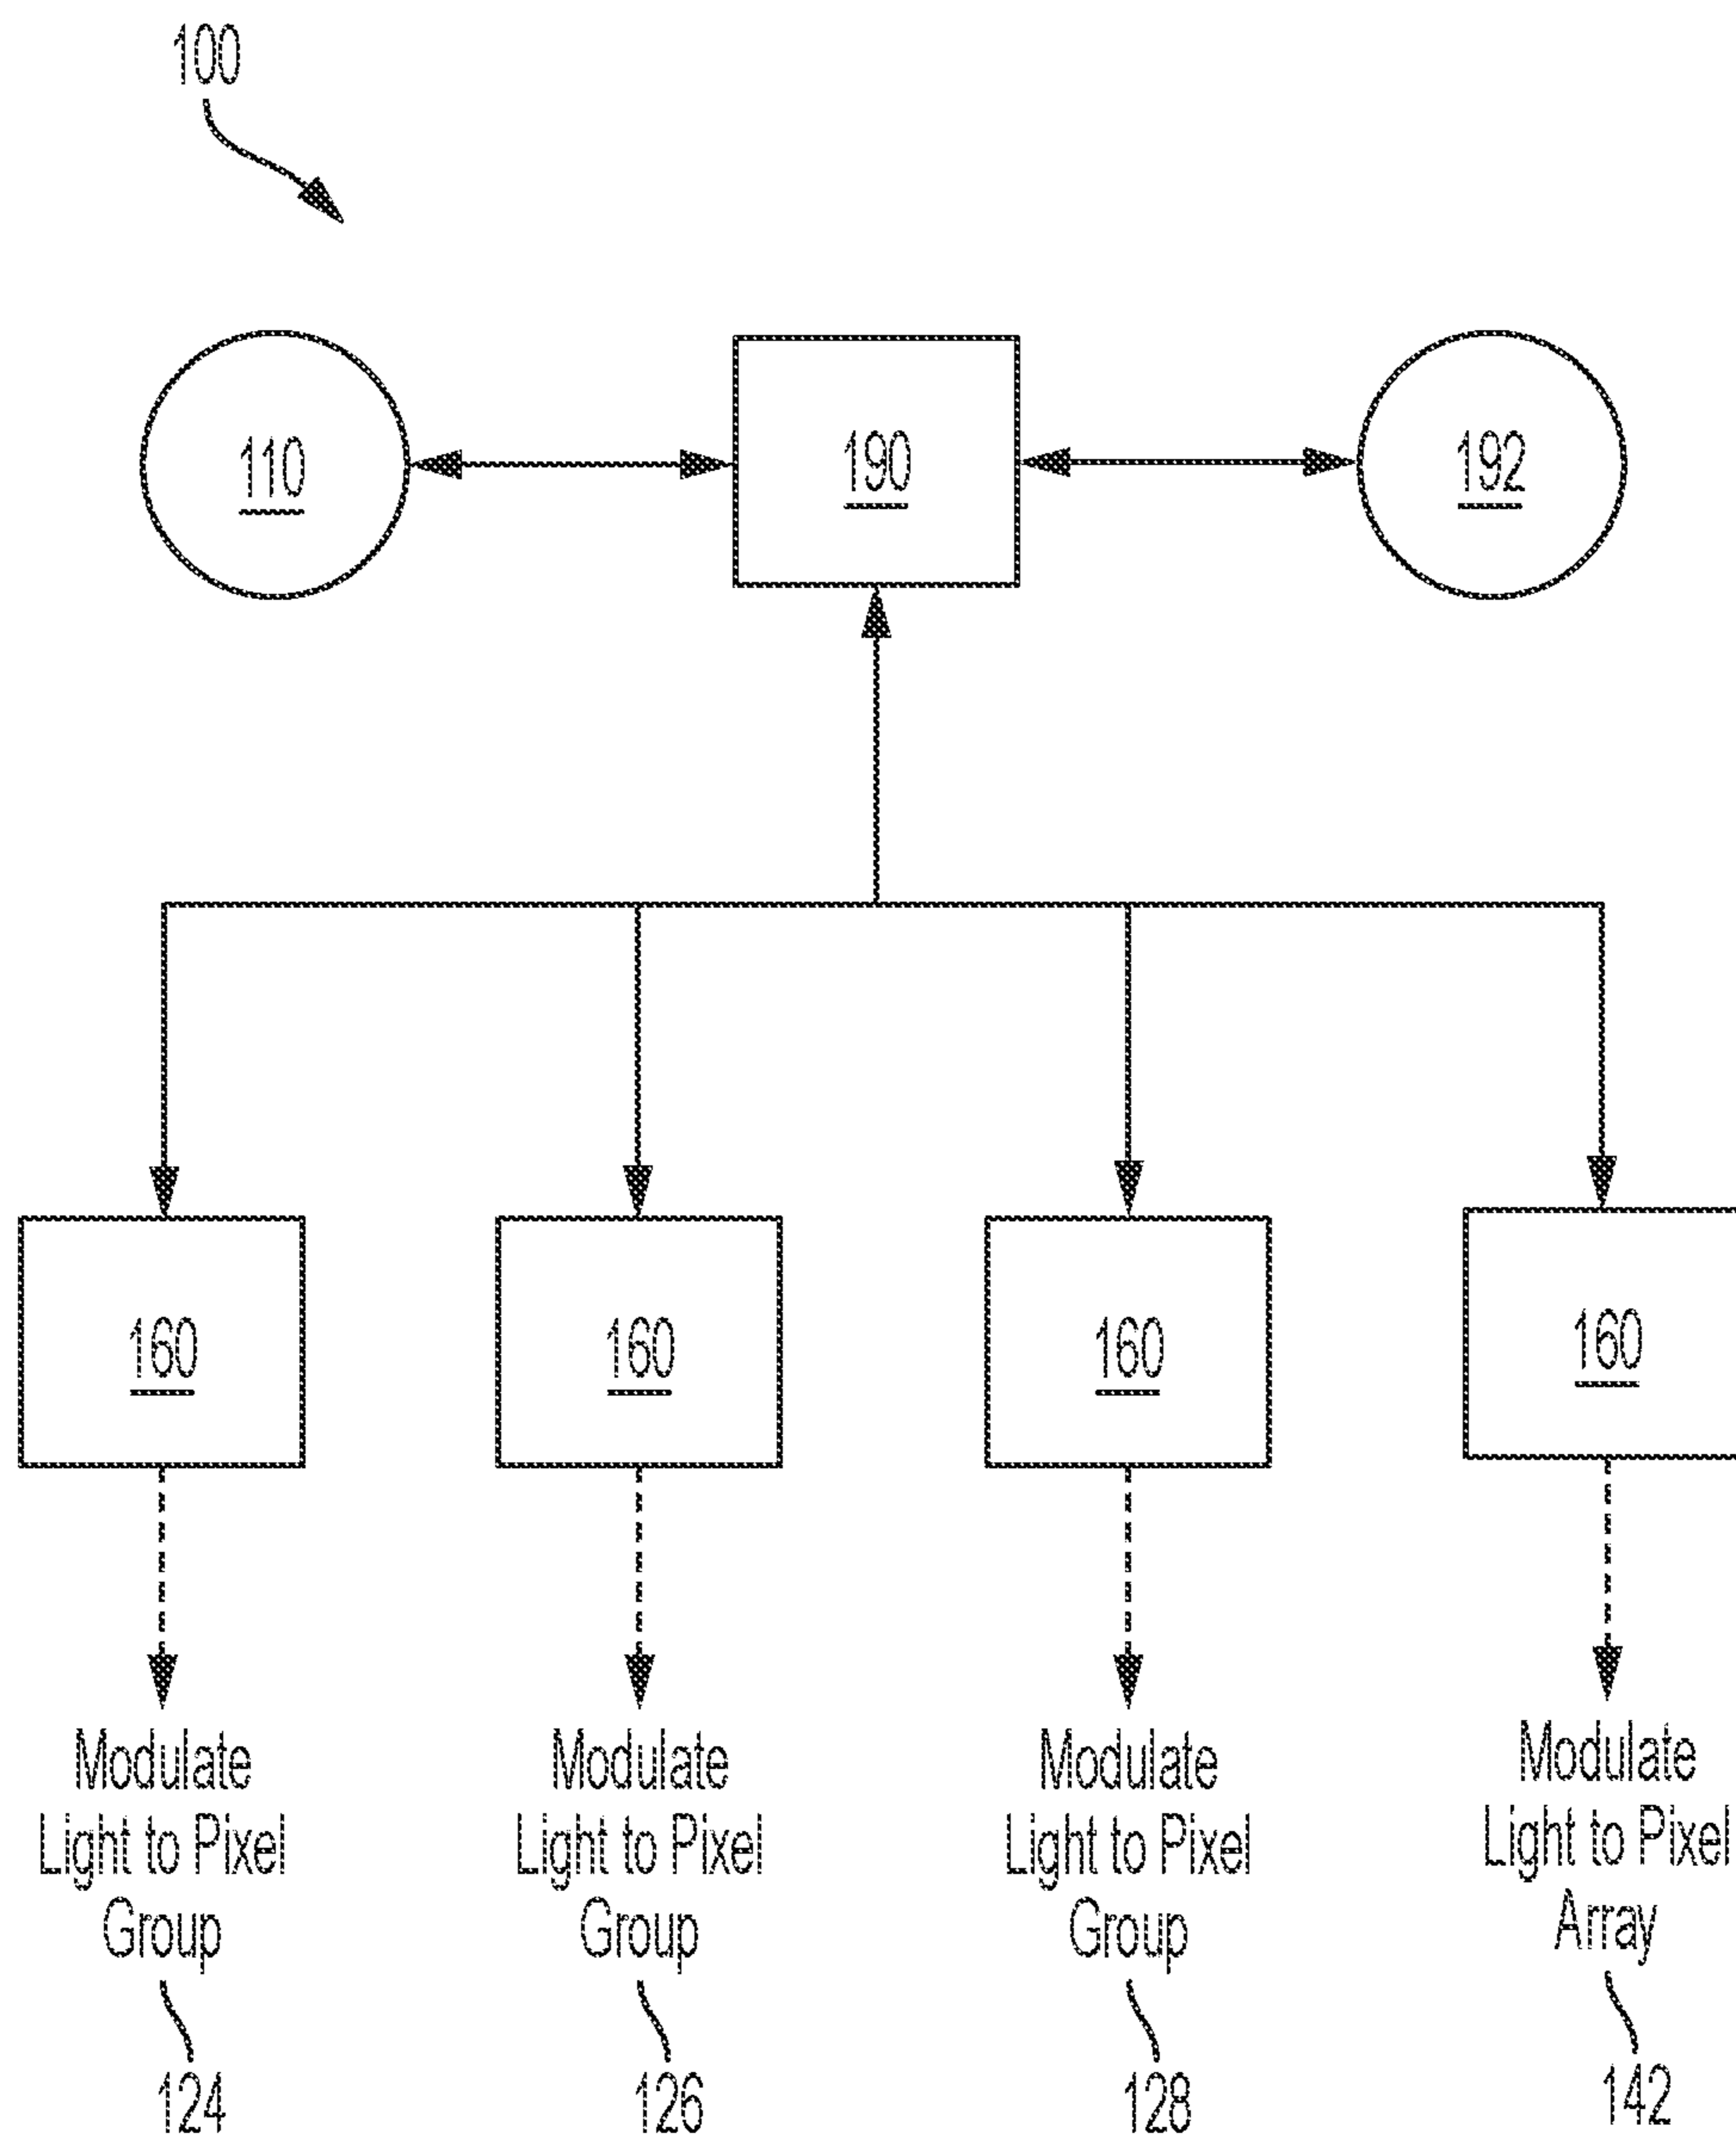 100
110
190
192
160
160
160
160
Modulate
Light to Pixel
Group
Modulate
Light to Pixel
Group
Modulate
Light to Pixel
Group
Modulate
Light to Pixel
Array
124
126
128
142